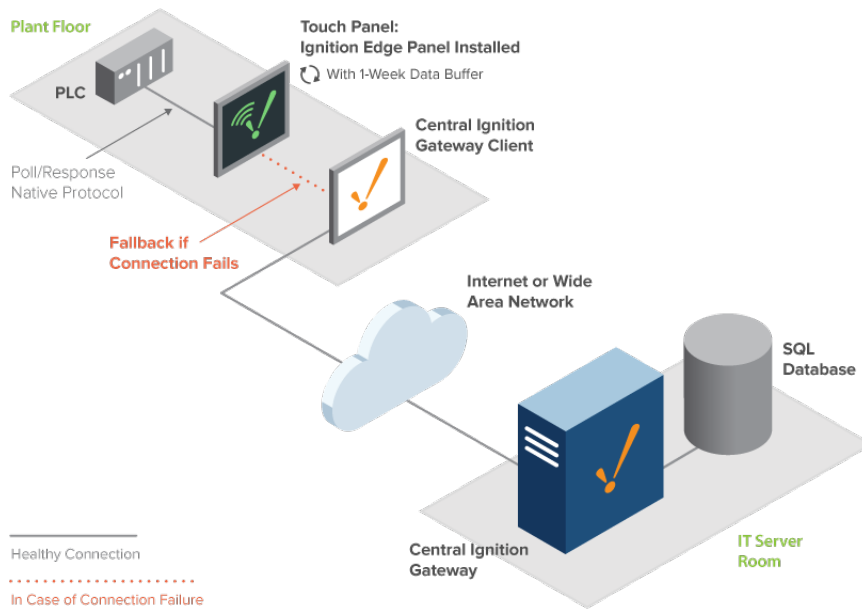 Plant Floor
Touch Panel:
Ignition Edge Panel Installed
With 1-Week Data Buffer
PLC
Central Ignition
Gateway Client
Poll/Response
Native Protocol
Fallback if
Connection Fails
Internet or Wide
Area Network
SQL
Database
Central Ignition
Gateway
IT Server
Room
Healthy Connection
In Case of Connection Failure